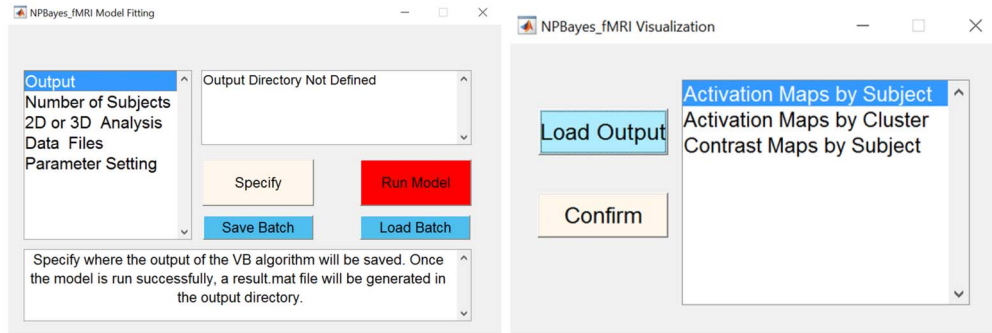 NPBayes_fMRI Model Fitting
Output
Number of Subjects
2D or 3D Analysis
Data Files
Parameter Setting
Output Directory Not Defined
Specify
Run Model
Save Batch
Load Batch
Specify where the output of the VB algorithm will be saved. Once
the model is run successfully, a result.mat file will be generated in
the output directory.
NPBayes_fMRI Visualization
Load Output
Confirm
Activation Maps by Subject
Activation Maps by Cluster
Contrast Maps by Subject